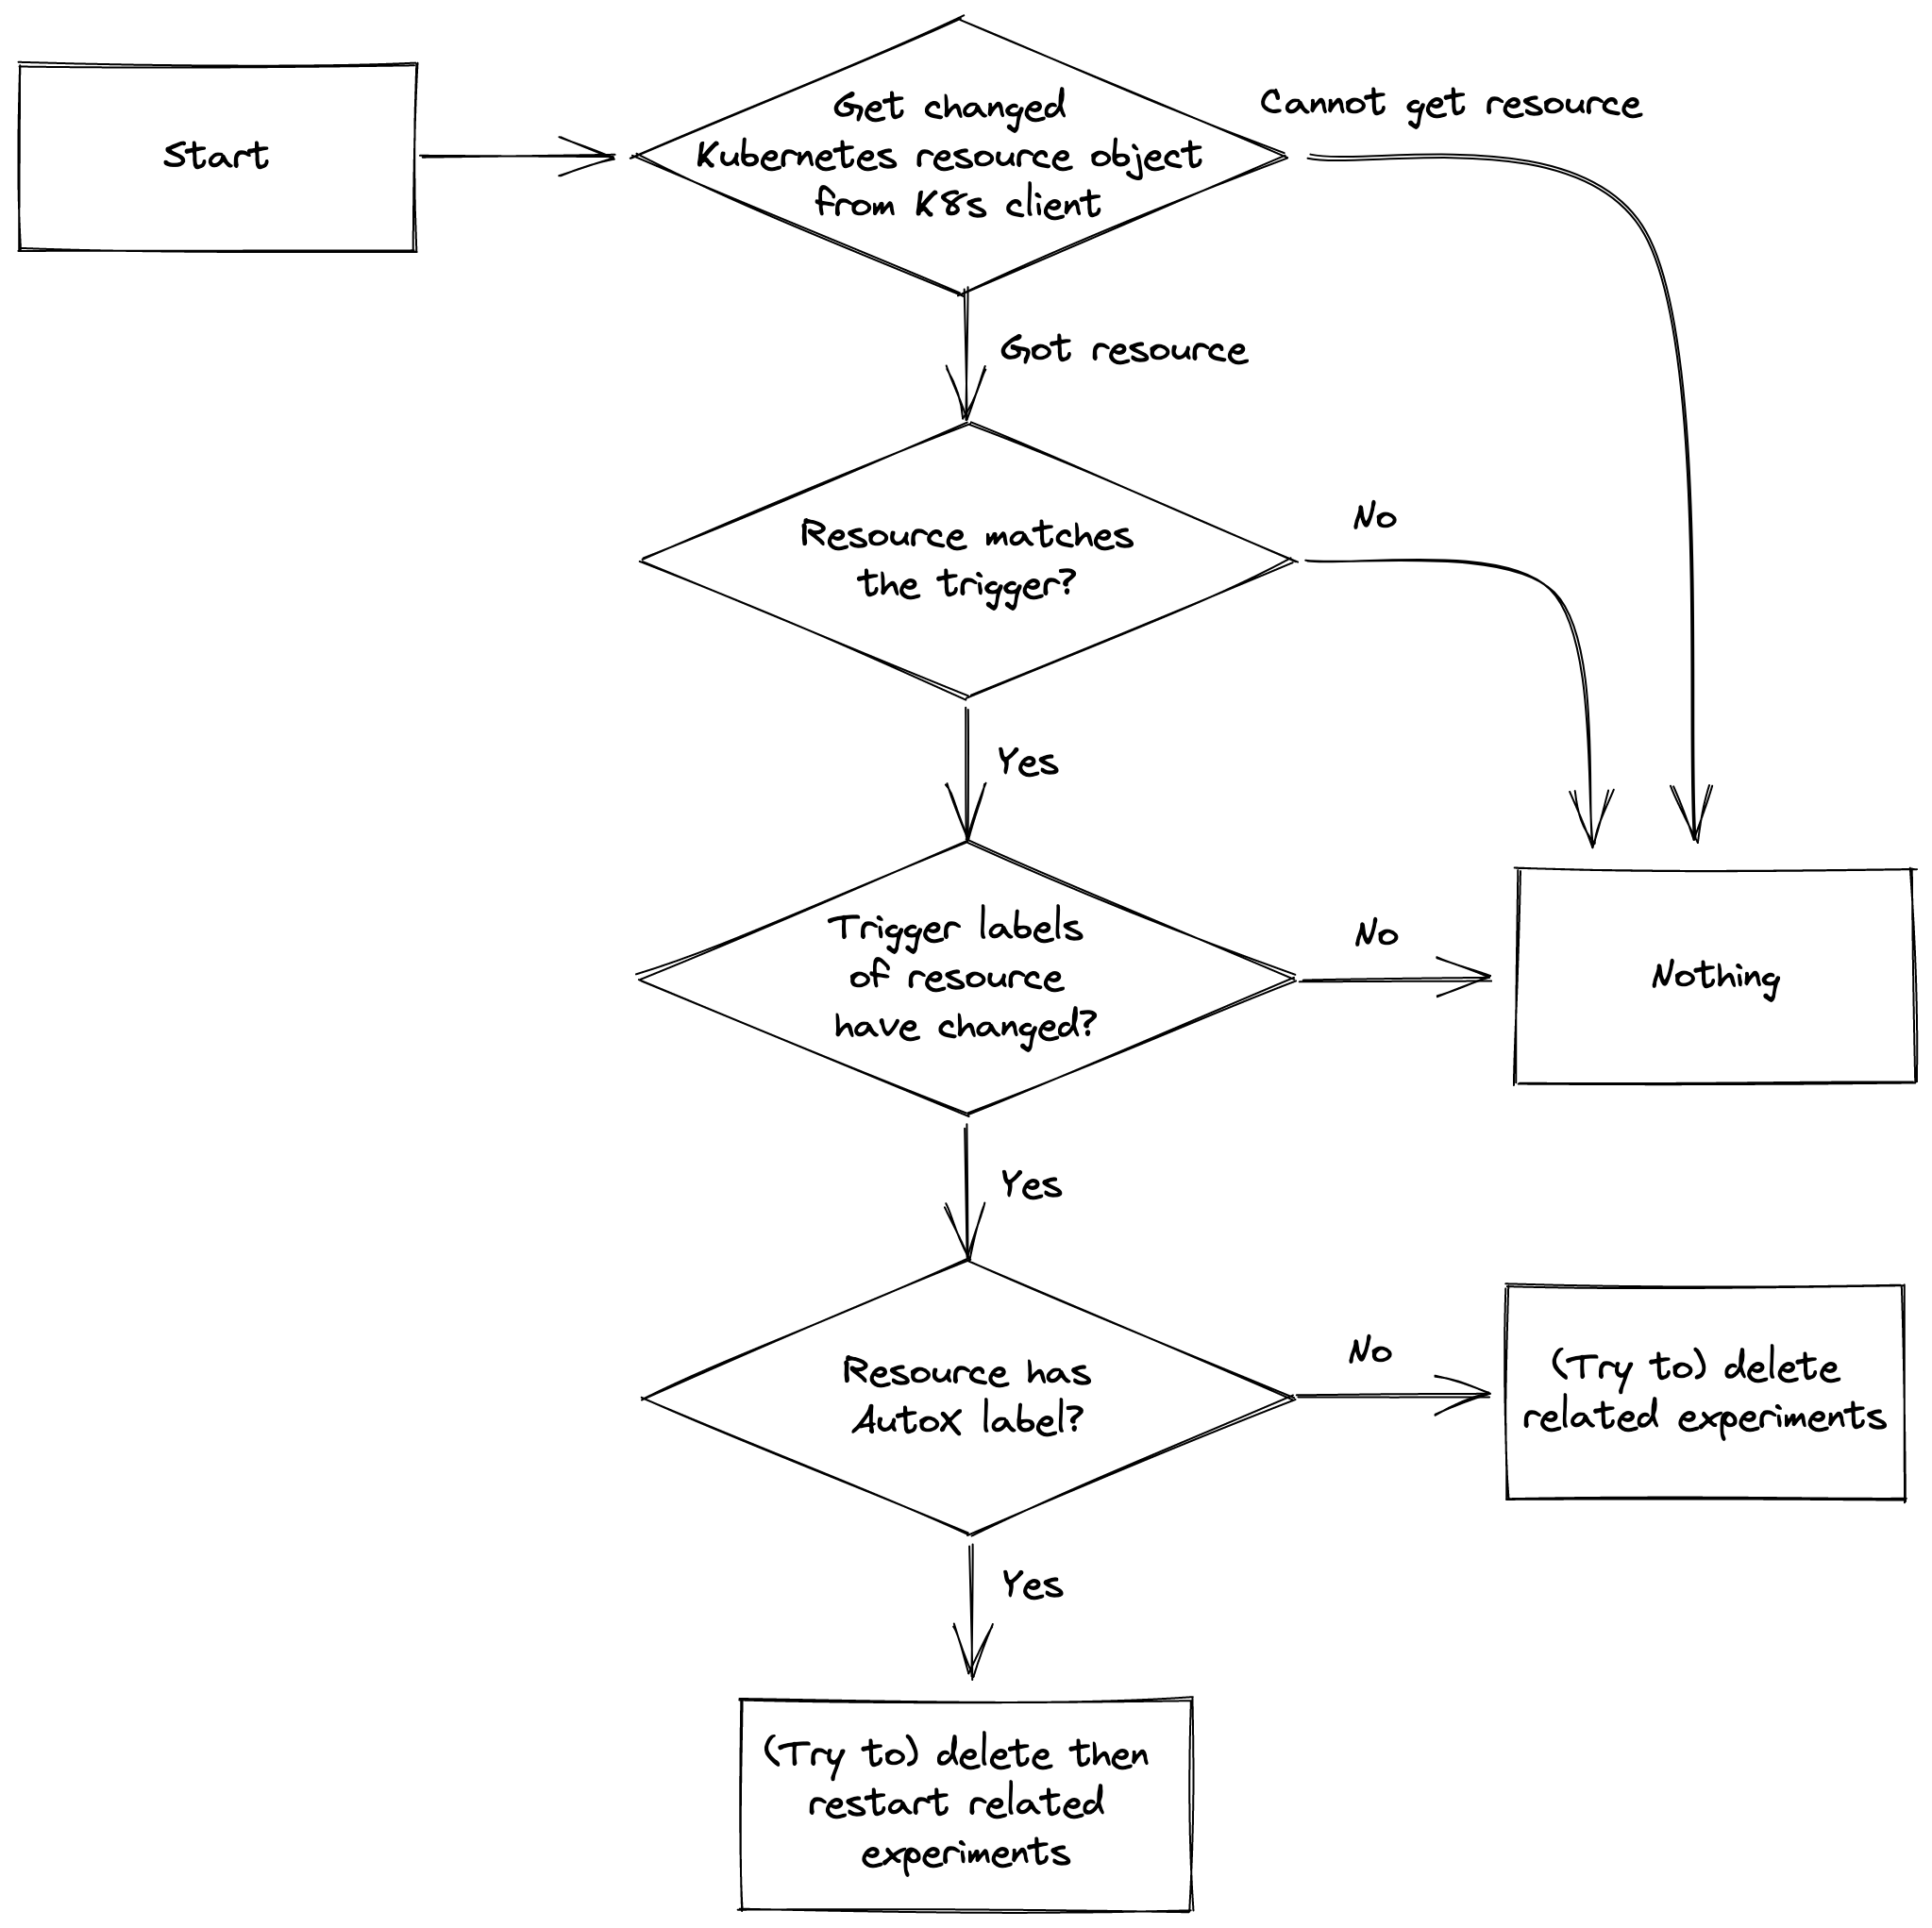 Start
Get changed
Kubernetes resource object
from K8s client
Cannot get resource
Got resource
Resource matches
the trigger?
No
Yes
Trigger labels
of resource
have changed?
No
Nothing
Yes
Resource has
AutoX label?
No
(Try to) delete
related experiments
Yes
(Try to) delete then
restart related
experiments